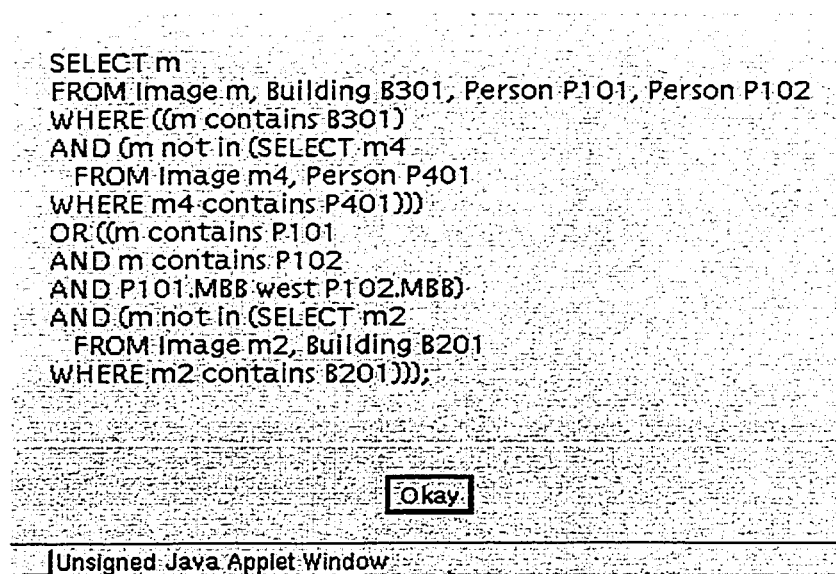 SELECT m
FROM Image m, Building B301, Person P101, Person P102
WHERE ((m contains B301)
AND (m not in (SELECT m4
FROM Image m4, Person P401
WHERE m4 contains P401)))
OR ((m contains P101
AND m contains P102
AND P101.MBB west P102.MBB)
AND (m not in (SELECT m2
FROM Image m2, Building B201
WHERE m2 contains B201)));
Okay
Unsigned Java Applet Window